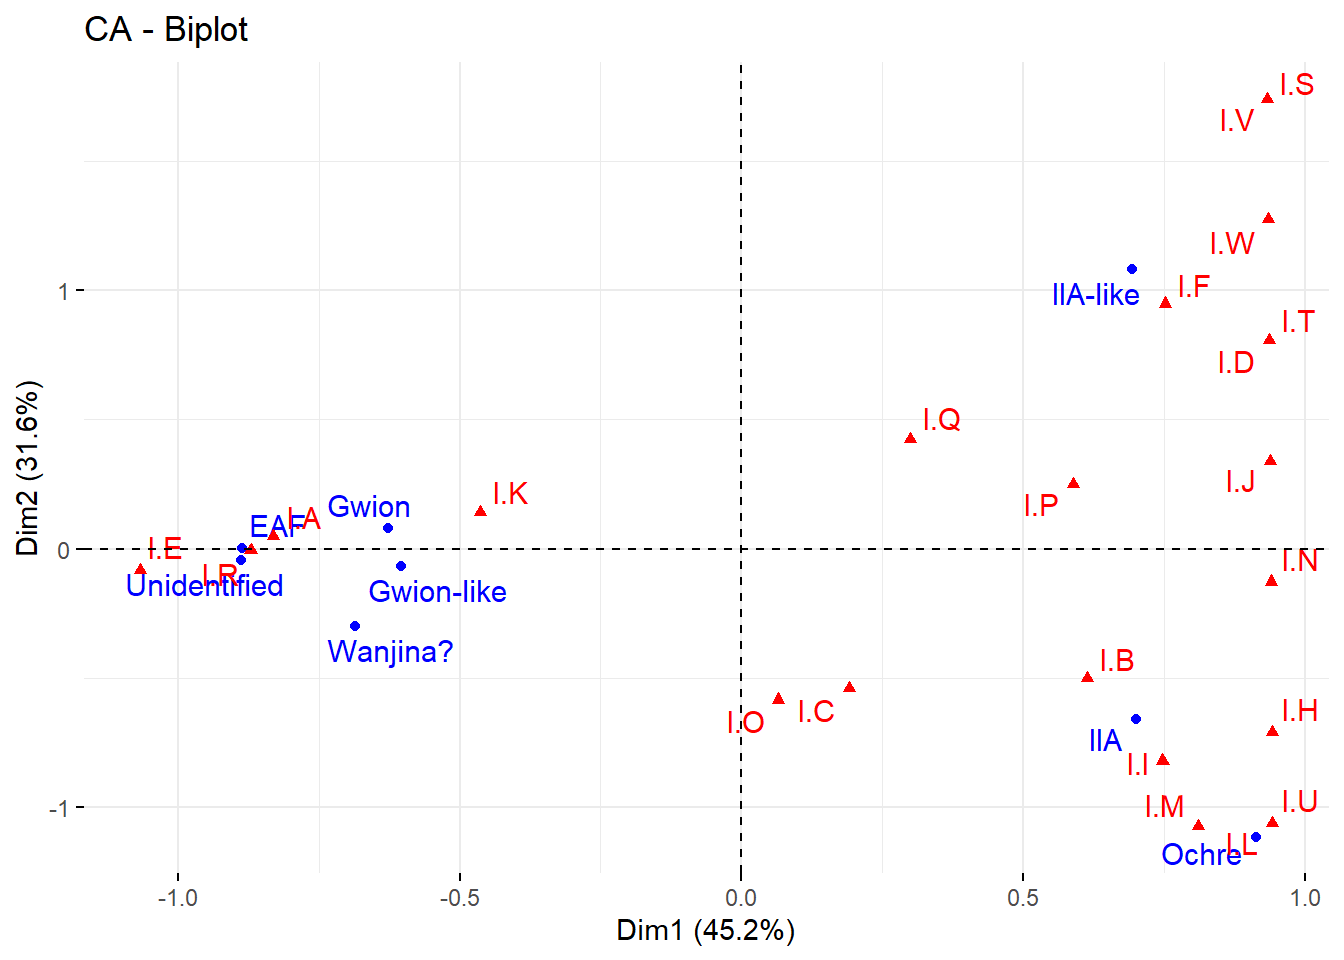 CA - Biplot
I.S
I.V
I.W
IIA-like
I.F
I.T
I.D
I.Q
I.J
I.P
I.K
Gwion
EAF
I.A
I.E
I.R
Unidentified
Gwion-like
Wanjina?
I.N
I.B
I.O
I.C
I.H
IIA
I.I
I.M
I.U
I.L
Ochre
1
0
-1
Dim2 (31.6%)
-1.0
-0.5
0.0
0.5
1.0
Dim1 (45.2%)